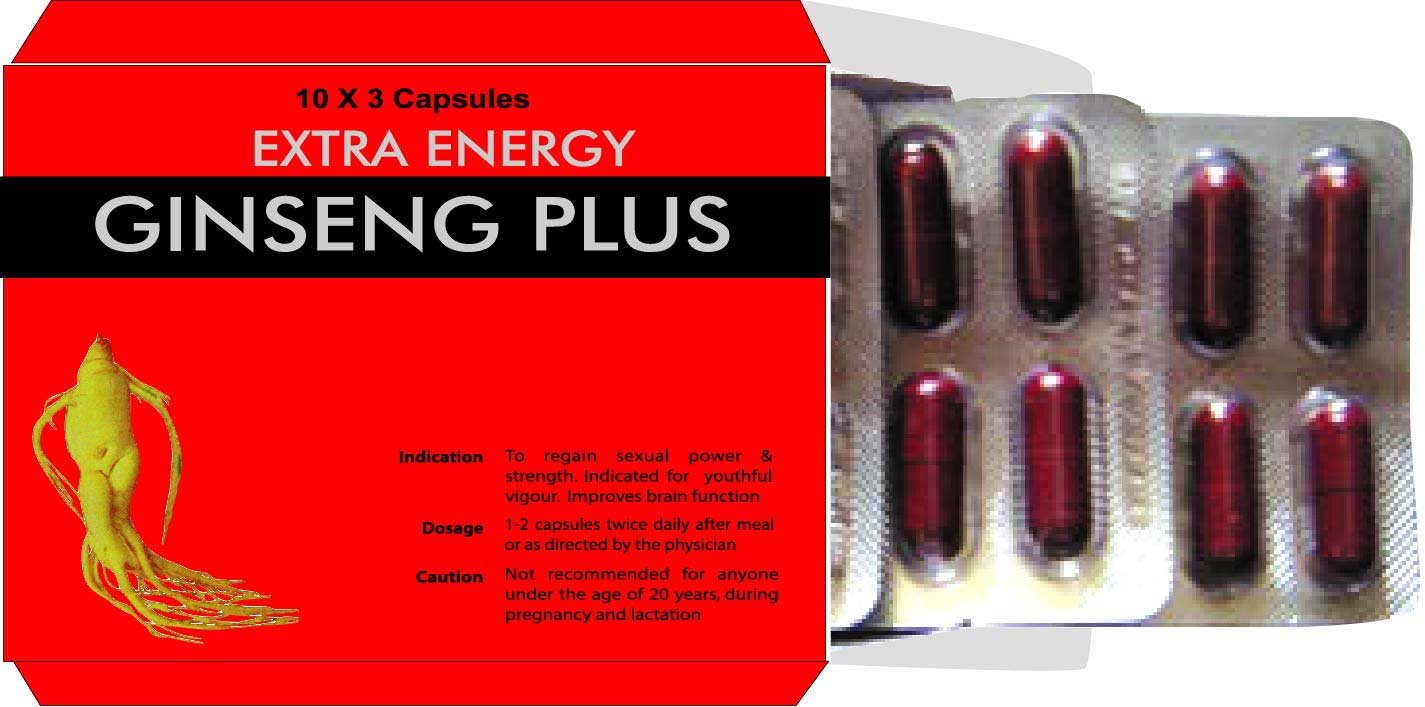 10 X 3 Capsules
EXTRA ENERGY
GINSENG PLUS
Indication To regain sexual power &
strength. Indicated for youthful
vigour. Improves brain function
Dosage 1-2 capsules twice daily after meal
or as directed by the physician
Caution Not recommended for anyone
under the age of 20 years, during
pregnancy and lactation